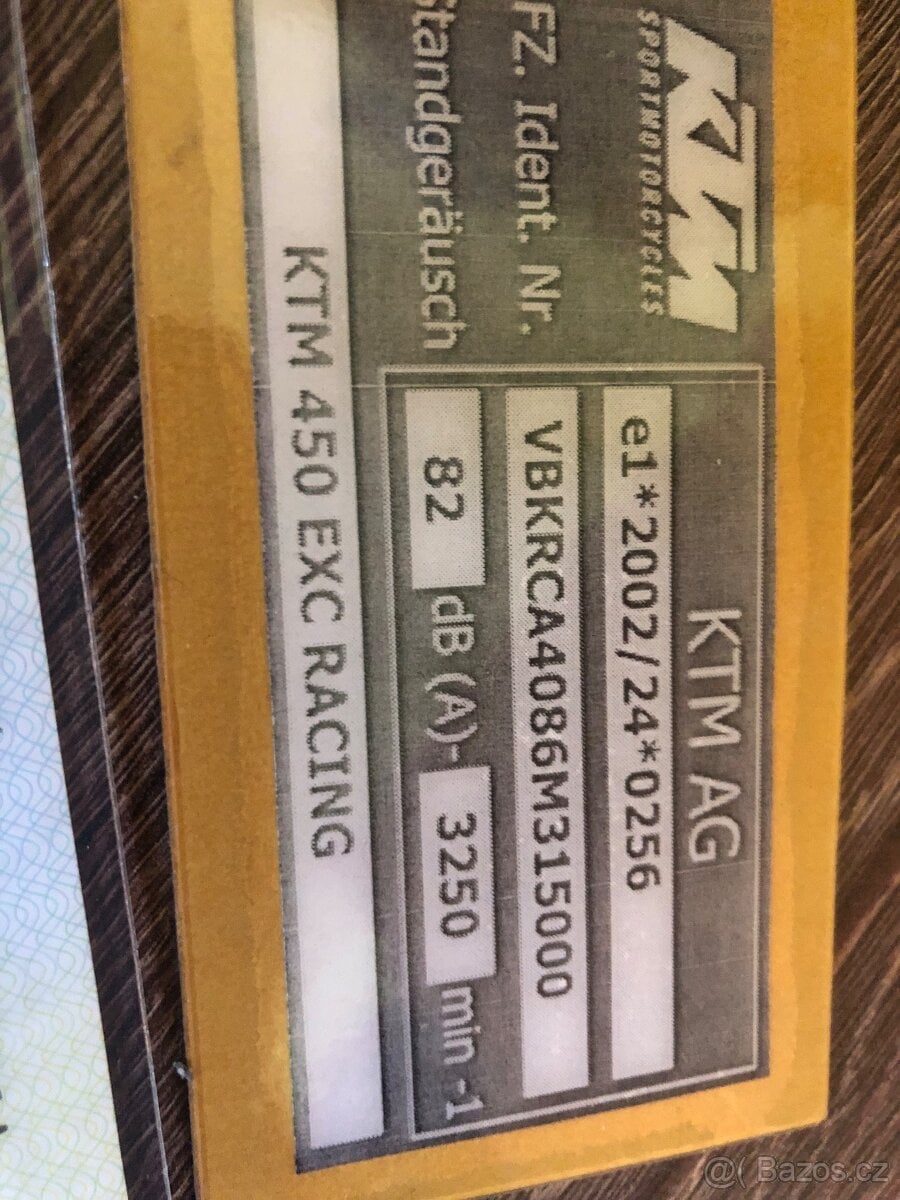 KTM
SPORTMOTORCYCLES
KTM AG
e1*2002/24*0256
FZ. Ident. Nr. VBKRCA4086M315000
Standgeräusch 82 dB (A)- 3250 min -1
KTM 450 EXC RACING
@( Bazos.cz